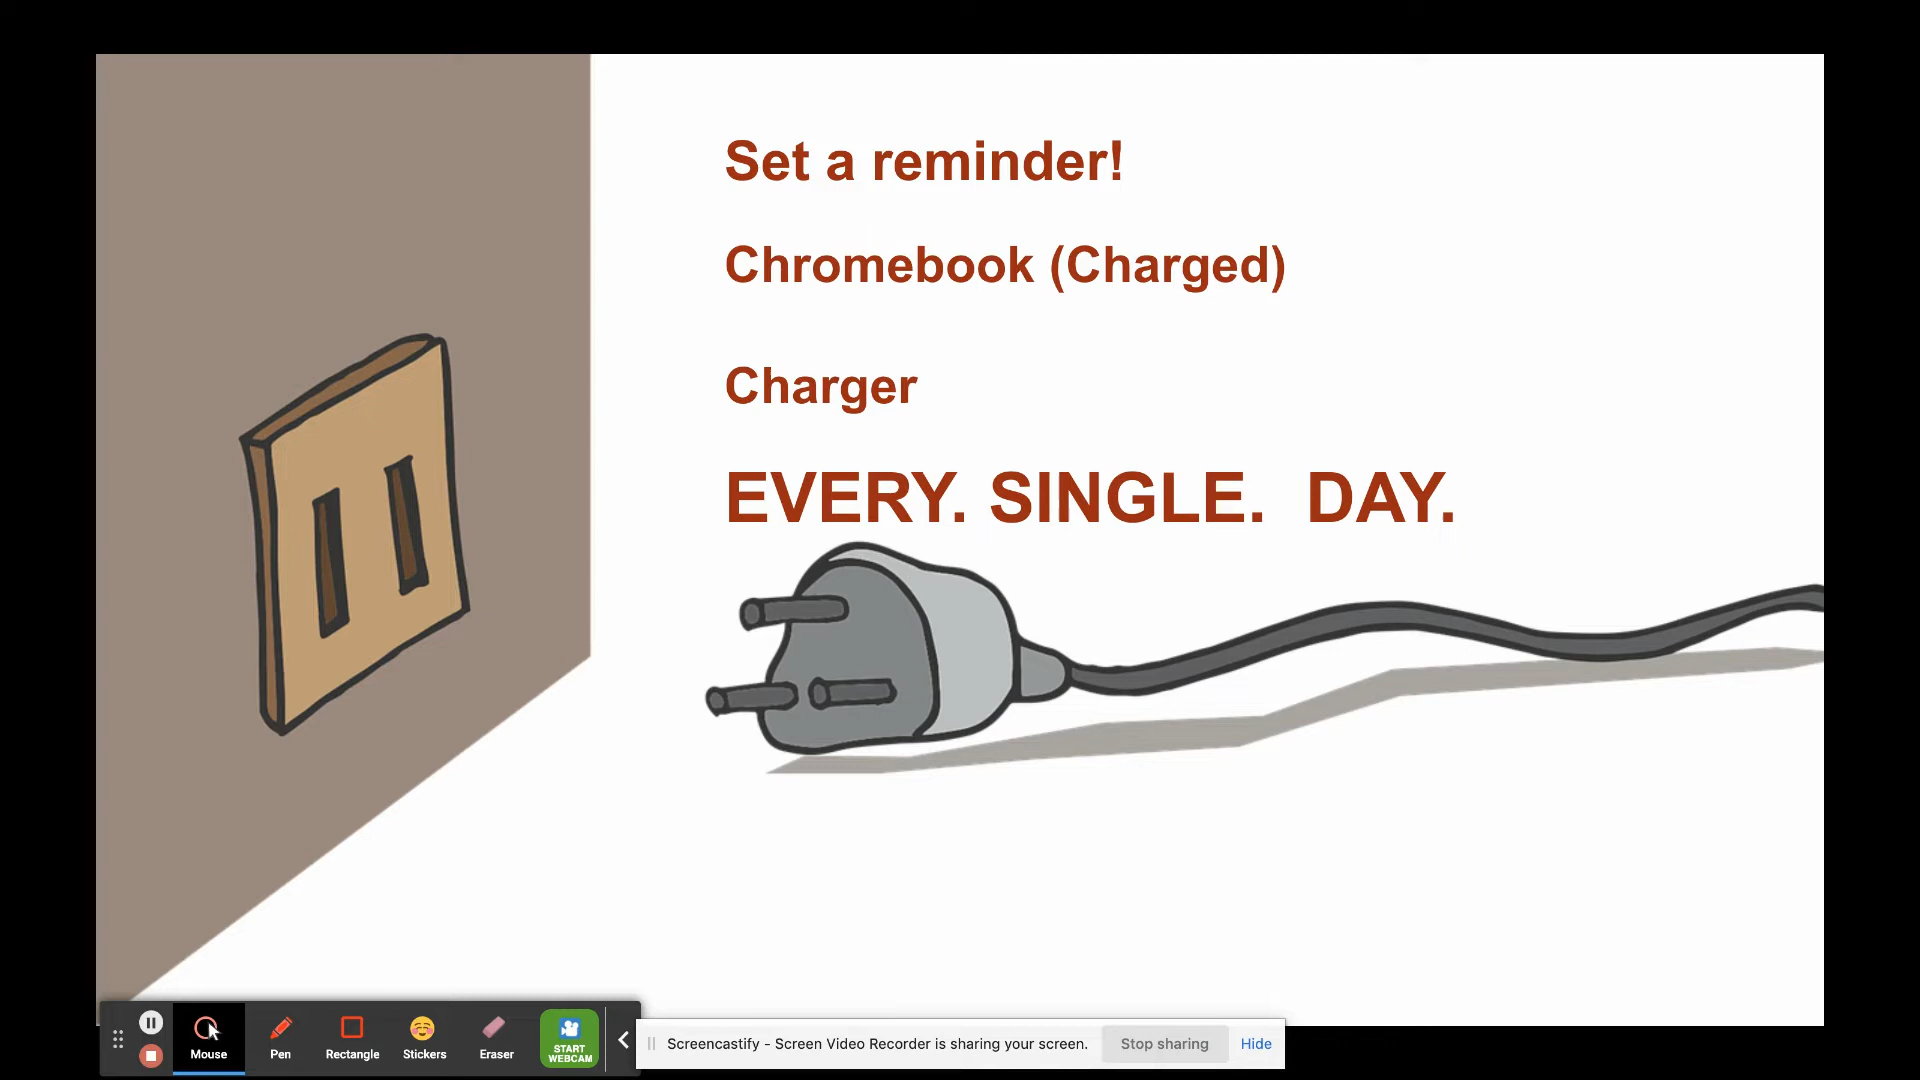 Set a reminder!
Chromebook (Charged)
Charger
EVERY. SINGLE.  DAY.
Mouse
Pen
Rectangle
Stickers
Eraser
START
WEBCAM
Screencastify - Screen Video Recorder is sharing your screen.
Stop sharing
Hide